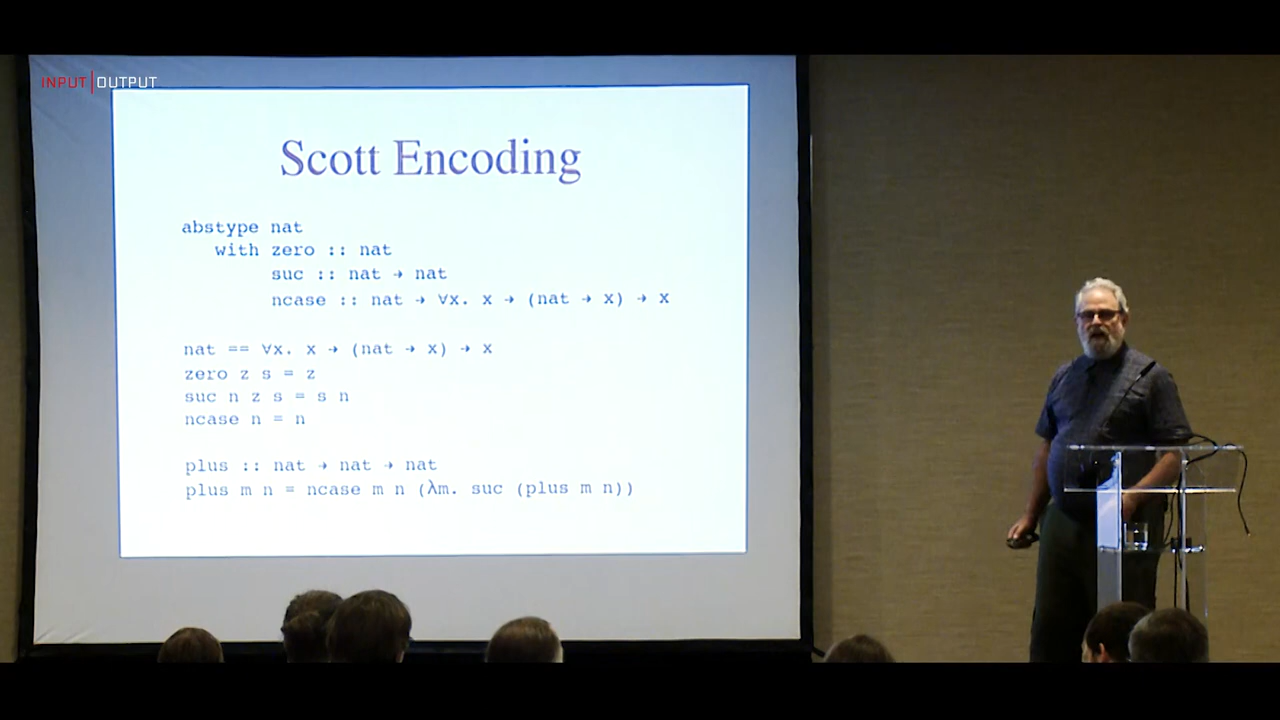 INPUT|OUTPUT
Scott Encoding
abstype nat
with zero :: nat
suc :: nat → nat
ncase :: nat → ∀x. x → (nat → x) → x
nat == ∀x. x → (nat → x) → x
zero z s = z
suc n z s = s n
ncase n = n
plus :: nat → nat → nat
plus m n = ncase m n (λm. suc (plus m n))